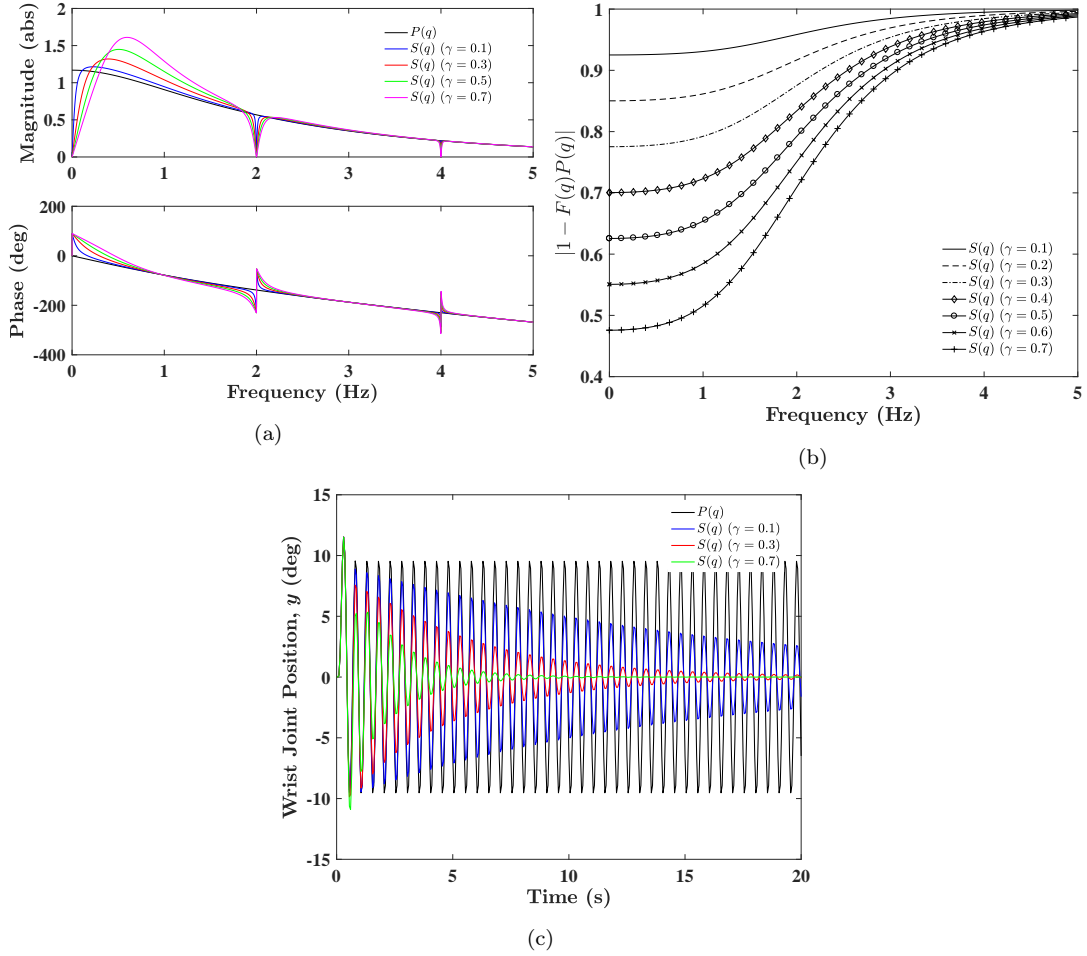 Magnitude (abs)
2
1.5
1
0.5
0
0 1 2 3 4 5
P(q)
S(q) (γ = 0.1)
S(q) (γ = 0.3)
S(q) (γ = 0.5)
S(q) (γ = 0.7)
Phase (deg)
200
0
-200
-400
0 1 2 3 4 5
Frequency (Hz)
(a)
|1 − F(q)P(q)|
1
0.9
0.8
0.7
0.6
0.5
0.4
0 1 2 3 4 5
S(q) (γ = 0.1)
S(q) (γ = 0.2)
S(q) (γ = 0.3)
S(q) (γ = 0.4)
S(q) (γ = 0.5)
S(q) (γ = 0.6)
S(q) (γ = 0.7)
Frequency (Hz)
(b)
Wrist Joint Position, y (deg)
15
10
5
0
-5
-10
-15
0 5 10 15 20
P(q)
S(q) (γ = 0.1)
S(q) (γ = 0.3)
S(q) (γ = 0.7)
Time (s)
(c)